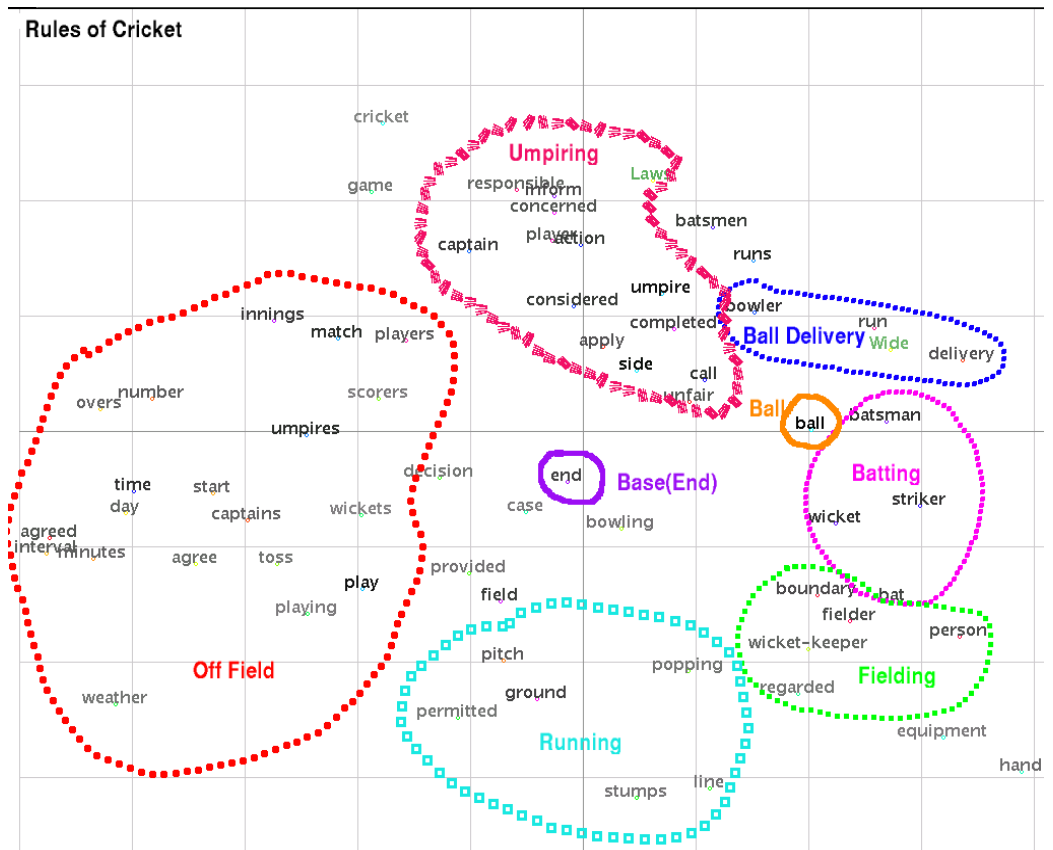 Rules of Cricket
cricket
Umpiring
responsible
Laws
game
inform
concerned
batsmen
player
action
captain
runs
umpire
considered
bowler
innings
completed
run
match
players
apply
Ball Delivery
Wide
delivery
side
call
number
scorers
unfair
overs
Ball
batsman
ball
umpires
decision
end
Base(End)
Batting
time
start
striker
day
captains
wickets
case
wicket
bowling
agreed
interval
minutes
agree
toss
provided
play
boundary
bat
field
playing
fielder
person
pitch
wicket-keeper
popping
Off Field
Fielding
ground
regarded
weather
permitted
equipment
Running
hand
line
stumps